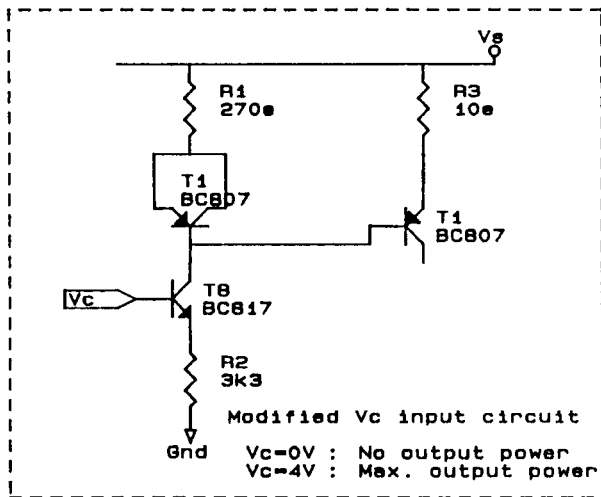 Vs
R1
270e
R3
10e
T1
BC807
T1
BC807
Vc
T8
BC817
R2
3k3
Gnd
Modified Vc input circuit
Vc=0V : No output power
Vc=4V : Max. output power